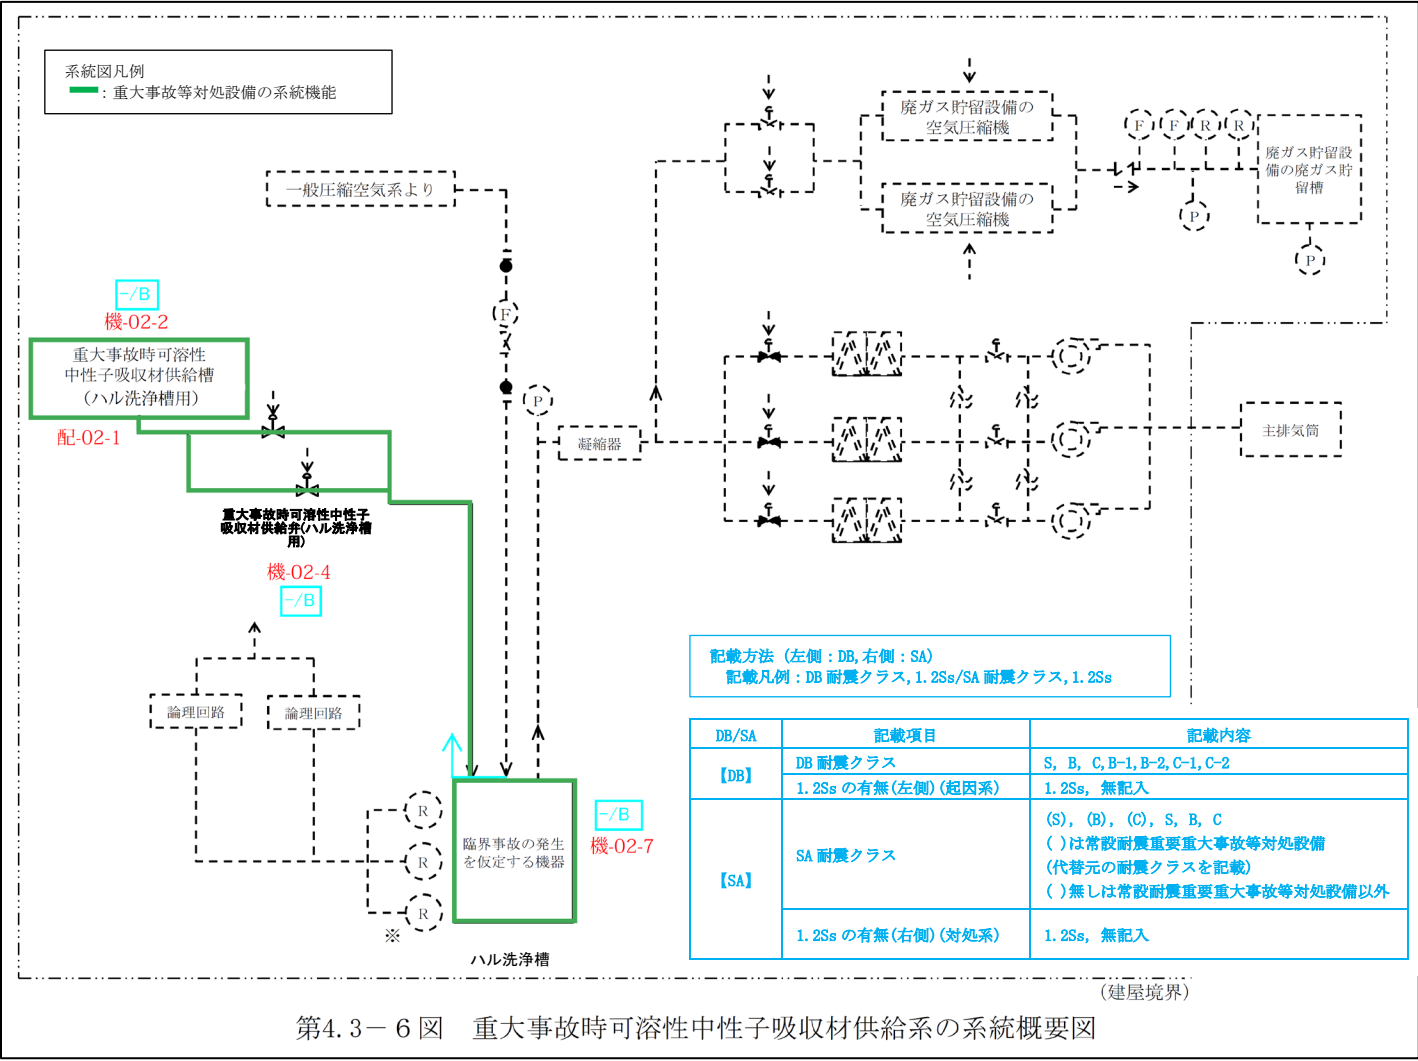 系統図凡例
：重大事故等対処設備の系統機能
一般圧縮空気系より
廃ガス貯留設備の
空気圧縮機
廃ガス貯留設備の
空気圧縮機
F
F
R
R
廃ガス貯留設
備の廃ガス貯
留槽
P
P
-/B
機-02-2
重大事故時可溶性
中性子吸収材供給槽
（ハル洗浄槽用）
配-02-1
F
P
凝縮器
主排気筒
重大事故時可溶性中性子
吸収材供給弁(ハル洗浄槽
用)
機-02-4
-/B
論理回路
論理回路
R
R
R
※
臨界事故の発生
を仮定する機器
-/B
機-02-7
ハル洗浄槽
記載方法（左側：DB,右側：SA）
記載凡例：DB 耐震クラス,1.2Ss/SA 耐震クラス,1.2Ss
DB/SA 記載項目 記載内容
【DB】 DB 耐震クラス S, B, C,B-1,B-2,C-1,C-2
1.2Ss の有無(左側)(起因系) 1.2Ss, 無記入
【SA】 SA 耐震クラス (S), (B), (C), S, B, C
( )は常設耐震重要重大事故等対処設備
(代替元の耐震クラスを記載)
( )無しは常設耐震重要重大事故等対処設備以外
1.2Ss の有無(右側)(対処系) 1.2Ss, 無記入
（建屋境界）
第4.3－６図　重大事故時可溶性中性子吸収材供給系の系統概要図